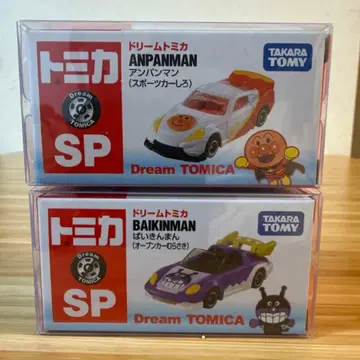 トミカ
Dream
TOMICA
SP
ドリームトミカ
ANPANMAN
アンパンマン
(スポーツカーしろ)
TAKARA
TOMY
Dream TOMICA
トミカ
Dream
TOMICA
SP
ドリームトミカ
BAIKINMAN
ばいきんまん
(オープンカーむらさき)
TAKARA
TOMY
Dream TOMICA